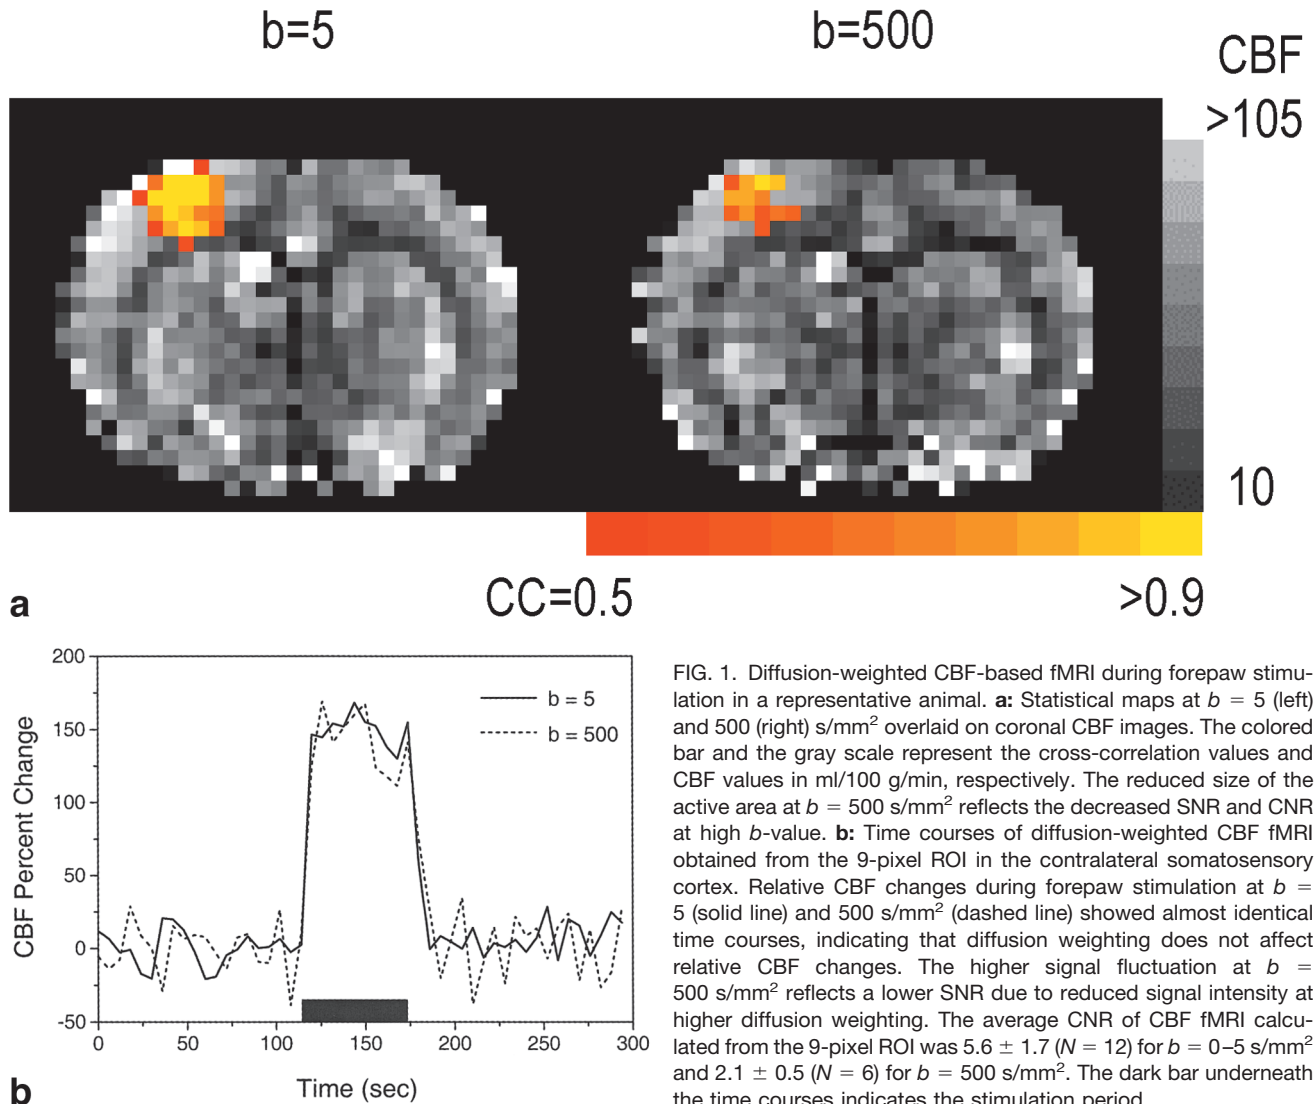 b=5
b=500
CBF
>105
10
CC=0.5
>0.9
a
200
150
100
50
0
-50
CBF Percent Change
b = 5
b = 500
0
50
100
150
200
250
300
Time (sec)
b
FIG. 1. Diffusion-weighted CBF-based fMRI during forepaw stimu-
lation in a representative animal. a: Statistical maps at b = 5 (left)
and 500 (right) s/mm² overlaid on coronal CBF images. The colored
bar and the gray scale represent the cross-correlation values and
CBF values in ml/100 g/min, respectively. The reduced size of the
active area at b = 500 s/mm² reflects the decreased SNR and CNR
at high b-value. b: Time courses of diffusion-weighted CBF fMRI
obtained from the 9-pixel ROI in the contralateral somatosensory
cortex. Relative CBF changes during forepaw stimulation at b =
5 (solid line) and 500 s/mm² (dashed line) showed almost identical
time courses, indicating that diffusion weighting does not affect
relative CBF changes. The higher signal fluctuation at b =
500 s/mm² reflects a lower SNR due to reduced signal intensity at
higher diffusion weighting. The average CNR of CBF fMRI calcu-
lated from the 9-pixel ROI was 5.6 ± 1.7 (N = 12) for b = 0–5 s/mm²
and 2.1 ± 0.5 (N = 6) for b = 500 s/mm². The dark bar underneath
the time courses indicates the stimulation period.